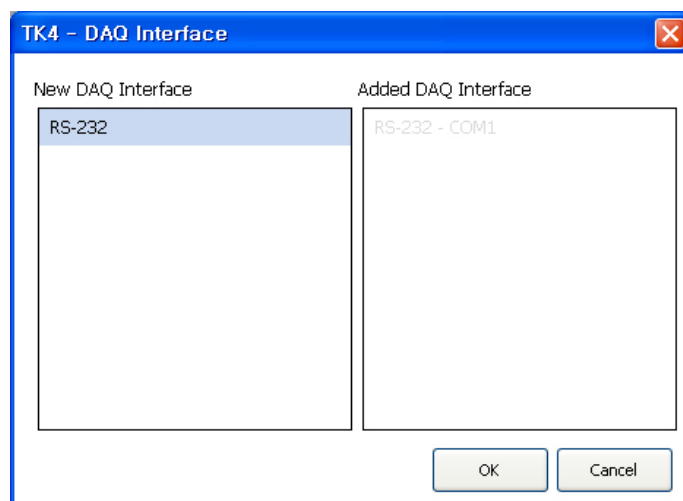 TK4 - DAQ Interface
New DAQ Interface
Added DAQ Interface
RS-232
RS-232 - COM1
OK
Cancel